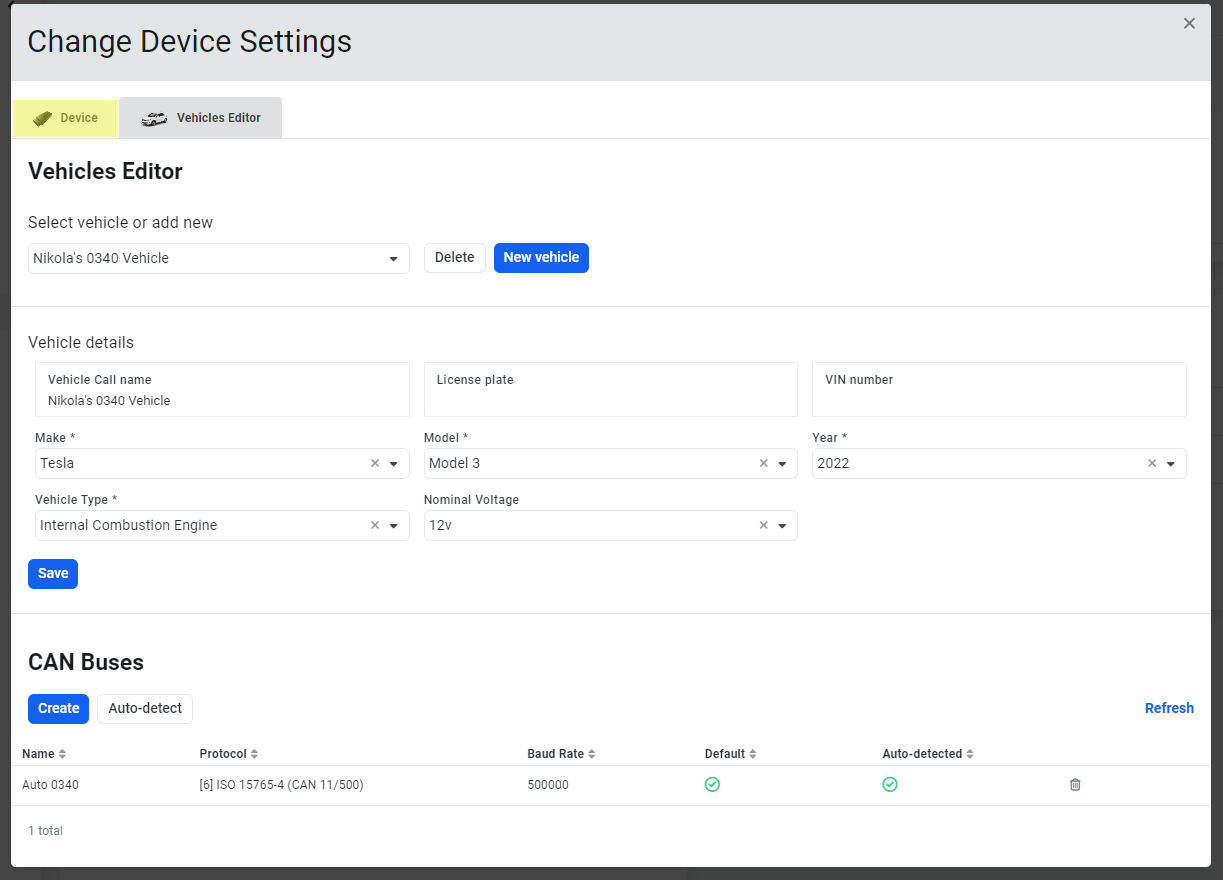 Change Device Settings
Device
Vehicles Editor
Vehicles Editor
Select vehicle or add new
Nikola's 0340 Vehicle
Delete
New vehicle
Vehicle details
Vehicle Call name
Nikola's 0340 Vehicle
License plate
VIN number
Make *
Tesla
Model *
Model 3
Year *
2022
Vehicle Type *
Internal Combustion Engine
Nominal Voltage
12v
Save
CAN Buses
Create
Auto-detect
Refresh
Name Protocol Baud Rate Default Auto-detected
Auto 0340 [6] ISO 15765-4 (CAN 11/500) 500000
1 total